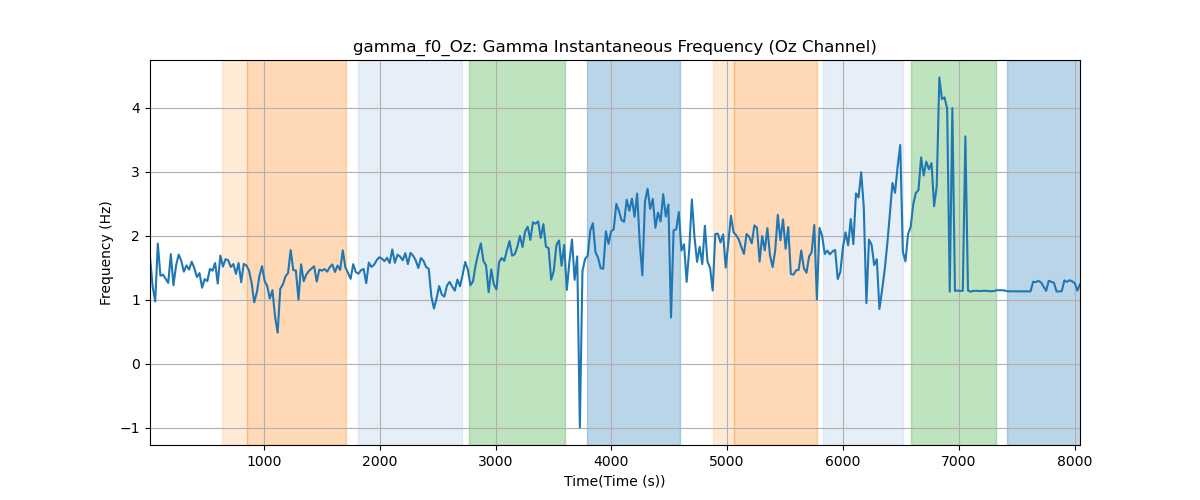 gamma_f0_Oz: Gamma Instantaneous Frequency (Oz Channel)
Frequency (Hz)
4
3
2
1
0
−1
1000 2000 3000 4000 5000 6000 7000 8000
Time(Time (s))